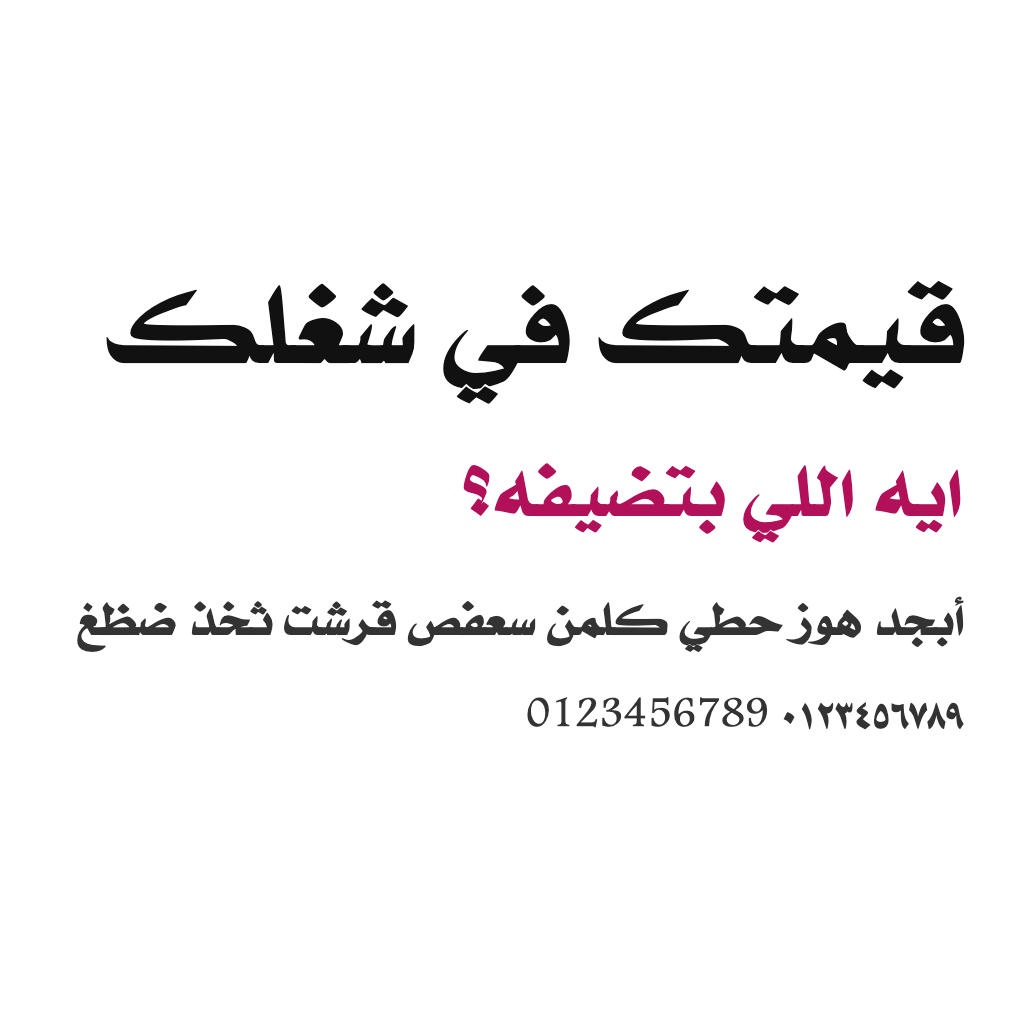 قيمتك في شغلك
ايه اللي بتضيفه؟
أبجد هوز حطي كلمن سعفص قرشت ثخذ ضظغ
٠١٢٣٤٥٦٧٨٩ 0123456789